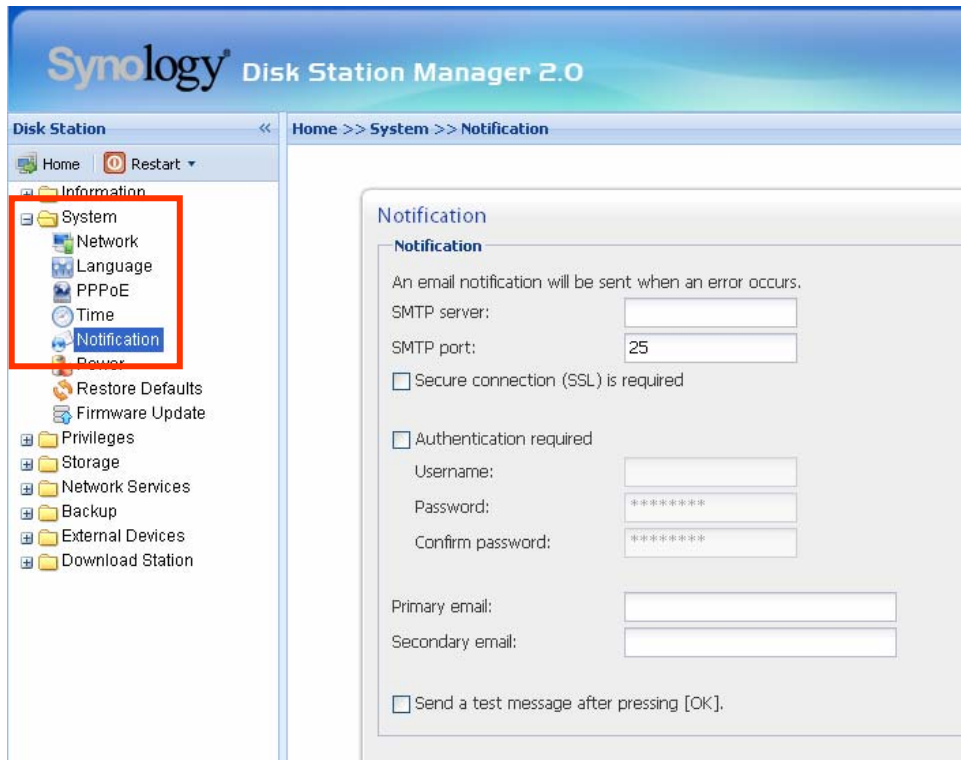 Synology Disk Station Manager 2.0
Disk Station «
Home >> System >> Notification
Home Restart
Information
System
Network
Language
PPPoE
Time
Notification
Power
Restore Defaults
Firmware Update
Privileges
Storage
Network Services
Backup
External Devices
Download Station
Notification
Notification
An email notification will be sent when an error occurs.
SMTP server:
SMTP port: 25
Secure connection (SSL) is required
Authentication required
Username:
Password: ********
Confirm password: ********
Primary email:
Secondary email:
Send a test message after pressing [OK].